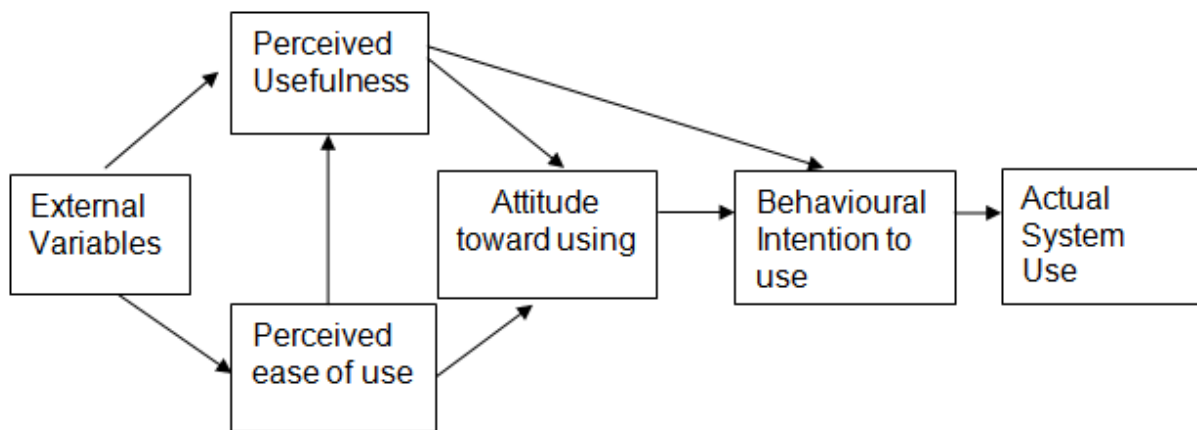 Perceived
Usefulness
External
Variables
Perceived
ease of use
Attitude
toward using
Behavioural
Intention to
use
Actual
System
Use